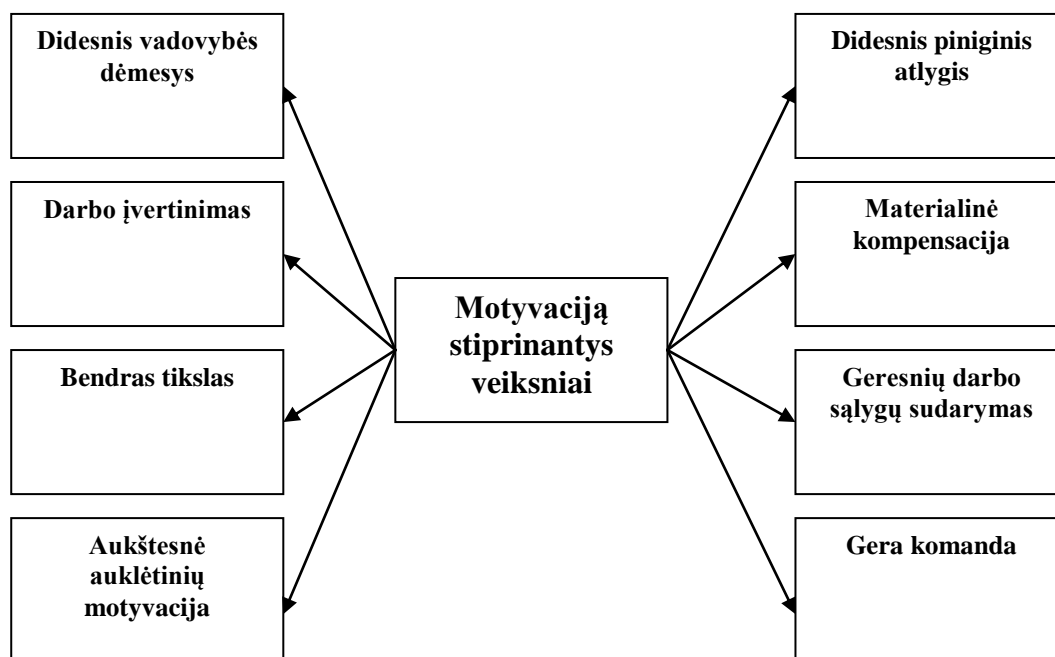 Didesnis vadovybės
dėmesys
Darbo įvertinimas
Bendras tikslas
Aukštesnė
auklėtinių
motyvacija
Motyvaciją
stiprinantys
veiksniai
Didesnis piniginis
atlygis
Materialinė
kompensacija
Geresnių darbo
sąlygų sudarymas
Gera komanda